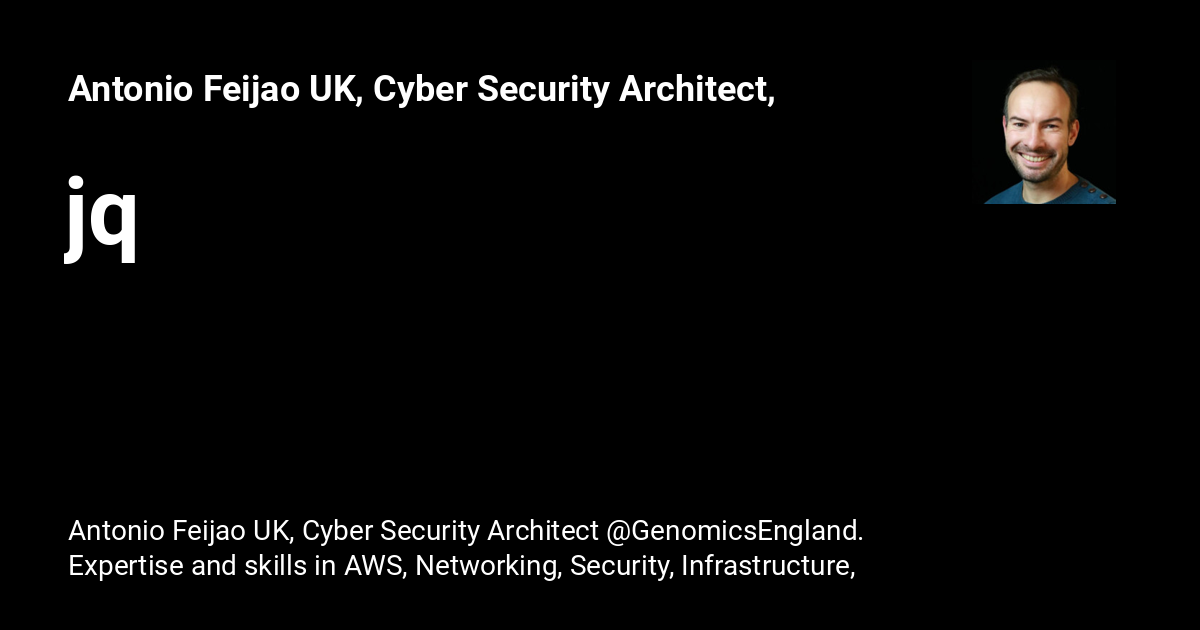 Antonio Feijao UK, Cyber Security Architect,
jq
Antonio Feijao UK, Cyber Security Architect @GenomicsEngland.
Expertise and skills in AWS, Networking, Security, Infrastructure,